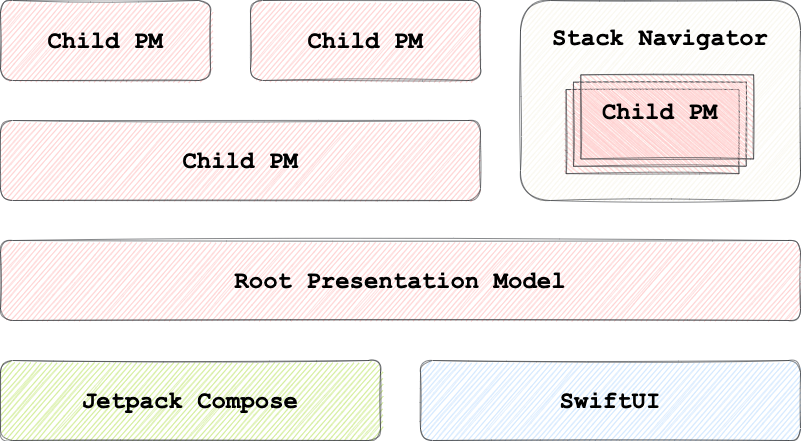 Child PM
Child PM
Stack Navigator
Child PM
Child PM
Root Presentation Model
Jetpack Compose
SwiftUI